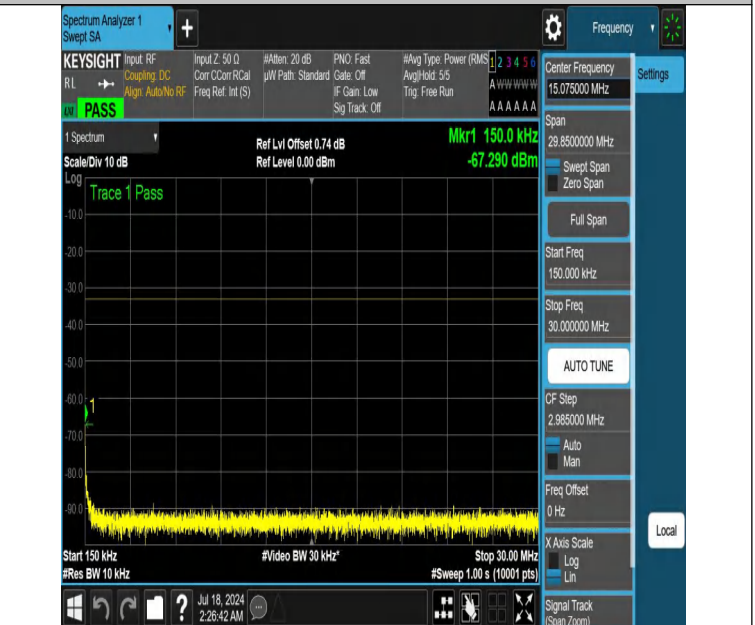 Spectrum Analyzer 1
Swept SA
+
Frequency
KEYSIGHT
RL
PASS
Input: RF
Coupling: DC
Align: Auto/No RF
Input Z: 50 Ω
Corr CCorr RCal
Freq Ref: Int (S)
#Atten: 20 dB
µW Path: Standard
PNO: Fast
Gate: Off
IF Gain: Low
Sig Track: Off
#Avg Type: Power (RMS
Avg|Hold: 5/5
Trig: Free Run
1 2 3 4 5 6
A W W W W W
A A A A A A
1 Spectrum
Scale/Div 10 dB
Ref Lvl Offset 0.74 dB
Ref Level 0.00 dBm
Mkr1 150.0 kHz
-67.290 dBm
Log
Trace 1 Pass
-10.0
-20.0
-30.0
-40.0
-50.0
-60.0
1
-70.0
-80.0
-90.0
Start 150 kHz
#Video BW 30 kHz*
Stop 30.00 MHz
#Res BW 10 kHz
#Sweep 1.00 s (10001 pts)
?
Jul 18, 2024
2:26:42 AM
Center Frequency
15.075000 MHz
Settings
Span
29.8500000 MHz
Swept Span
Zero Span
Full Span
Start Freq
150.000 kHz
Stop Freq
30.000000 MHz
AUTO TUNE
CF Step
2.985000 MHz
Auto
Man
Freq Offset
0 Hz
X Axis Scale
Log
Lin
Local
Signal Track
(Span Zoom)